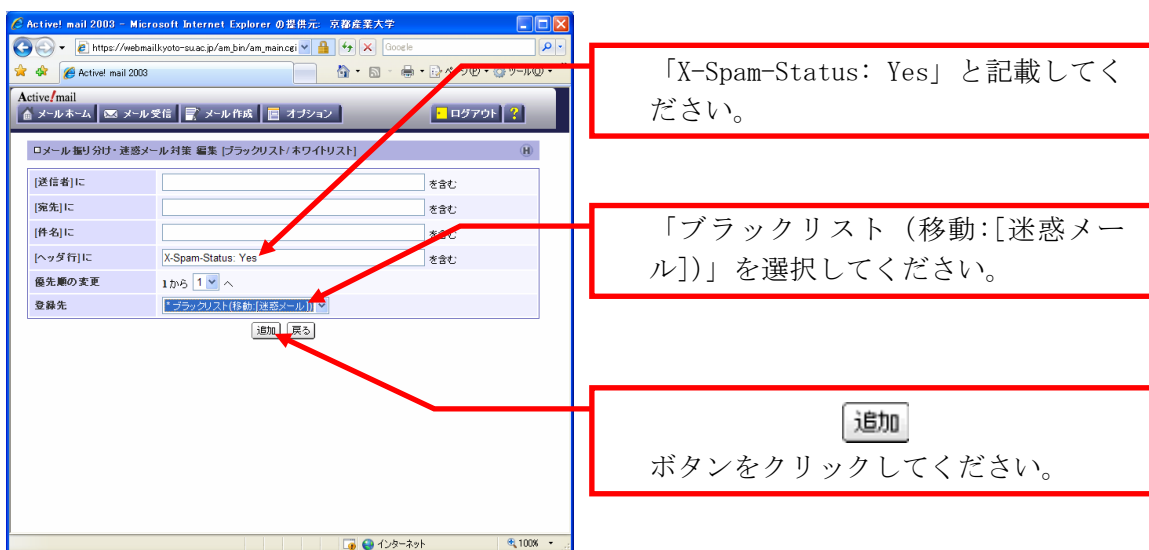 Active! mail 2003 - Microsoft Internet Explorer の提供元: 京都産業大学
https://webmail.kyoto-su.ac.jp/am_bin/am_main.cgi
Google
Active! mail 2003
ページ(P)
ツール(O)
Active!mail
メールホーム メール受信 メール作成 オプション ログアウト ?
ロメール振り分け・迷惑メール対策 編集 [ブラックリスト/ホワイトリスト] H
[送信者]に を含む
[宛先]に を含む
[件名]に を含む
[ヘッダ行]に X-Spam-Status: Yes を含む
優先順の変更 1から 1 へ
登録先 * ブラックリスト(移動:[迷惑メール])
追加 戻る
インターネット 100%
「X-Spam-Status: Yes」と記載してく
ださい。
「ブラックリスト (移動:[迷惑メー
ル])」を選択してください。
追加
ボタンをクリックしてください。